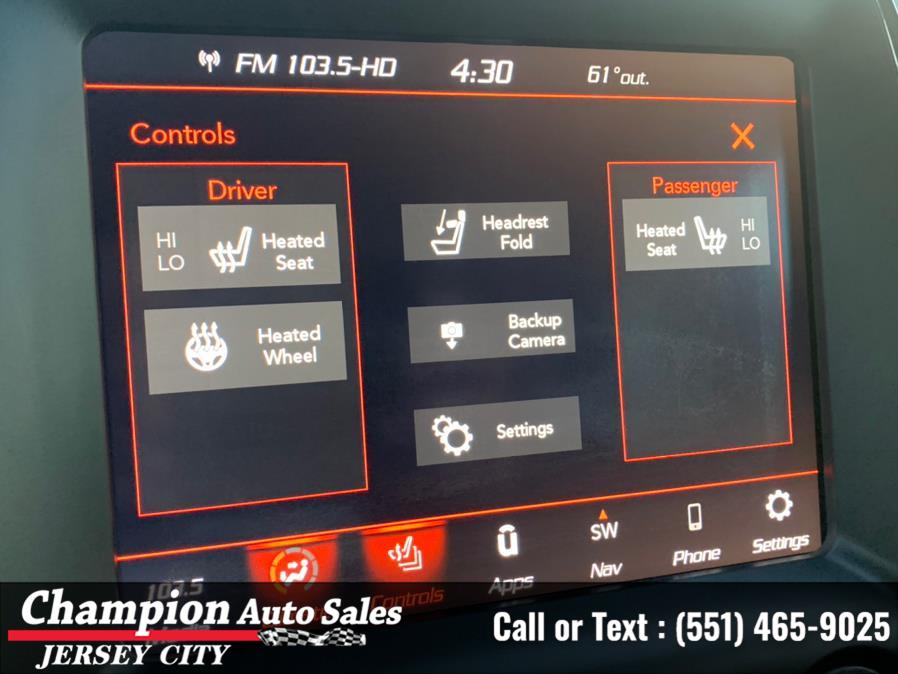 FM 103.5-HD 4:30 61°out.
Controls
Driver
HI
LO
Heated
Seat
Heated
Wheel
Headrest
Fold
Backup
Camera
Settings
Passenger
Heated
Seat
HI
LO
103.5
Controls
Apps
SW
Nav
Phone
Settings
Champion Auto Sales
JERSEY CITY
Call or Text : (551) 465-9025